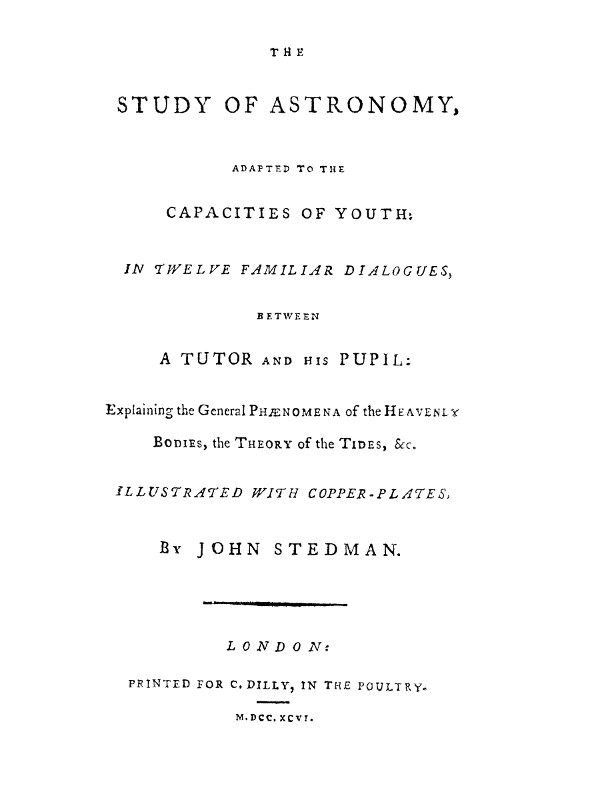 THE
STUDY OF ASTRONOMY,
ADAPTED TO THE
CAPACITIES OF YOUTH:
IN TWELVE FAMILIAR DIALOGUES,
BETWEEN
A TUTOR AND HIS PUPIL:
Explaining the General PHÆNOMENA of the HEAVENLY
BODIES, the THEORY of the TIDES, &c.
ILLUSTRATED WITH COPPER-PLATES,
BY JOHN STEDMAN.
LONDON:
PRINTED FOR C. DILLY, IN THE POULTRY.
M.DCC.XCVI.